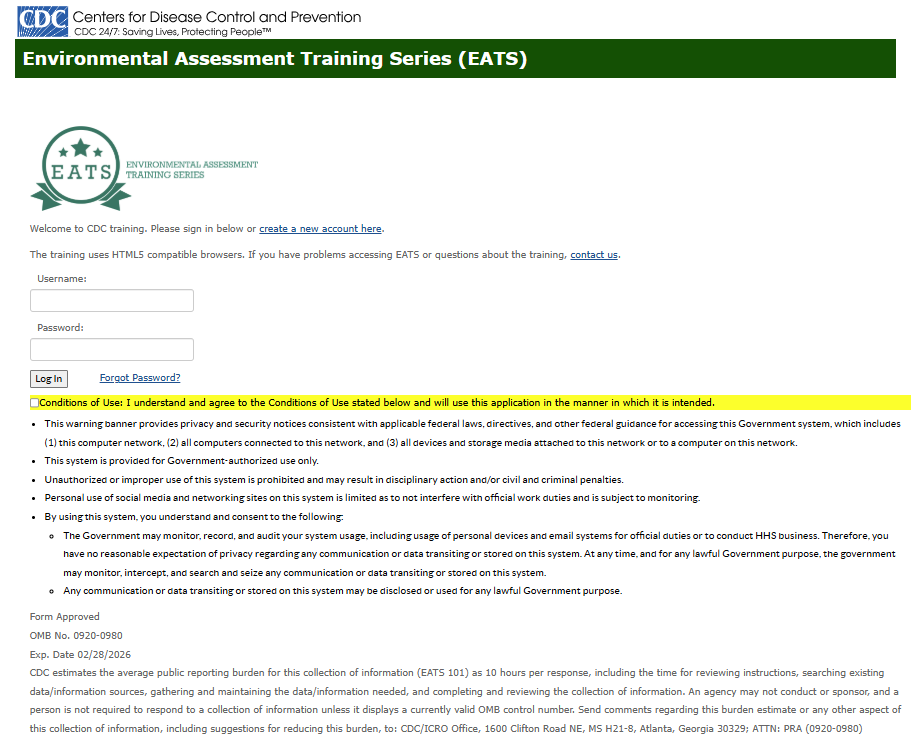 CDC Centers for Disease Control and Prevention
CDC 24/7: Saving Lives, Protecting People™
Environmental Assessment Training Series (EATS)
EATS
ENVIRONMENTAL ASSESSMENT
TRAINING SERIES
Welcome to CDC training. Please sign in below or create a new account here.
The training uses HTML5 compatible browsers. If you have problems accessing EATS or questions about the training, contact us.
Username:
Password:
Log In Forgot Password?
Conditions of Use: I understand and agree to the Conditions of Use stated below and will use this application in the manner in which it is intended.
• This warning banner provides privacy and security notices consistent with applicable federal laws, directives, and other federal guidance for accessing this Government system, which includes
(1) this computer network, (2) all computers connected to this network, and (3) all devices and storage media attached to this network or to a computer on this network.
• This system is provided for Government-authorized use only.
• Unauthorized or improper use of this system is prohibited and may result in disciplinary action and/or civil and criminal penalties.
• Personal use of social media and networking sites on this system is limited as to not interfere with official work duties and is subject to monitoring.
• By using this system, you understand and consent to the following:
◦ The Government may monitor, record, and audit your system usage, including usage of personal devices and email systems for official duties or to conduct HHS business. Therefore, you
have no reasonable expectation of privacy regarding any communication or data transiting or stored on this system. At any time, and for any lawful Government purpose, the government
may monitor, intercept, and search and seize any communication or data transiting or stored on this system.
◦ Any communication or data transiting or stored on this system may be disclosed or used for any lawful Government purpose.
Form Approved
OMB No. 0920-0980
Exp. Date 02/28/2026
CDC estimates the average public reporting burden for this collection of information (EATS 101) as 10 hours per response, including the time for reviewing instructions, searching existing
data/information sources, gathering and maintaining the data/information needed, and completing and reviewing the collection of information. An agency may not conduct or sponsor, and a
person is not required to respond to a collection of information unless it displays a currently valid OMB control number. Send comments regarding this burden estimate or any other aspect of
this collection of information, including suggestions for reducing this burden, to: CDC/ICRO Office, 1600 Clifton Road NE, MS H21-8, Atlanta, Georgia 30329; ATTN: PRA (0920-0980)